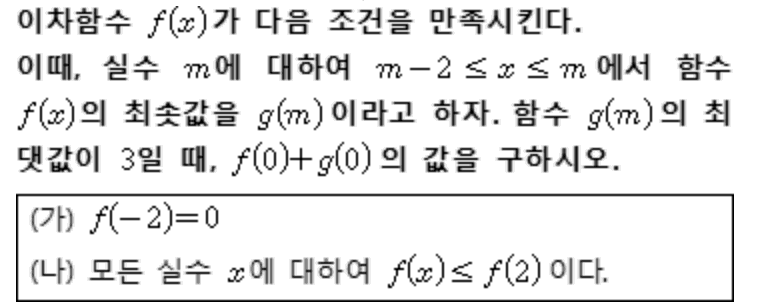 이차함수 f(x)가 다음 조건을 만족시킨다.
이때, 실수 m에 대하여 m-2≤x≤m에서 함수
f(x)의 최솟값을 g(m)이라고 하자. 함수 g(m)의 최
댓값이 3일 때, f(0)+g(0)의 값을 구하시오.
(가) f(-2)=0
(나) 모든 실수 x에 대하여 f(x)≤f(2)이다.